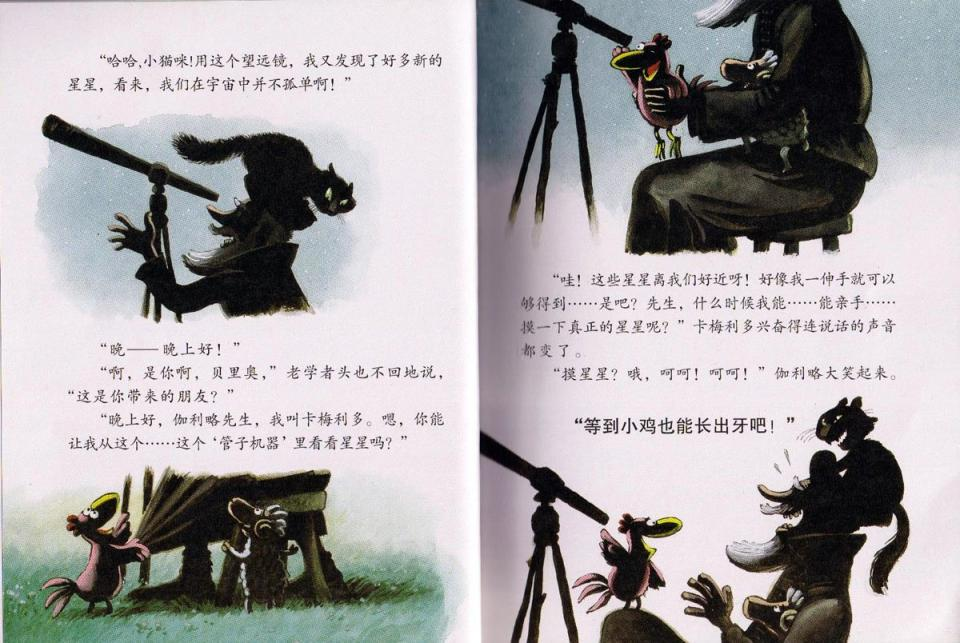 “哈哈,小猫咪!用这个望远镜，我又发现了好多新的
星星，看来，我们在宇宙中并不孤单啊！”
“晚——晚上好！”
“啊，是你啊，贝里奥，”老学者头也不回地说，
“这是你带来的朋友？”
“晚上好，伽利略先生，我叫卡梅利多。嗯，你能
让我从这个……这个‘管子机器’里看看星星吗？”
“哇！这些星星离我们好近呀！好像我一伸手就可以
够得到……是吧？先生，什么时候我能……能亲手……
摸一下真正的星星呢？”卡梅利多兴奋得连说话的声音
都变了。
“摸星星？哦，呵呵！呵呵！”伽利略大笑起来。
“等到小鸡也能长出牙吧！”